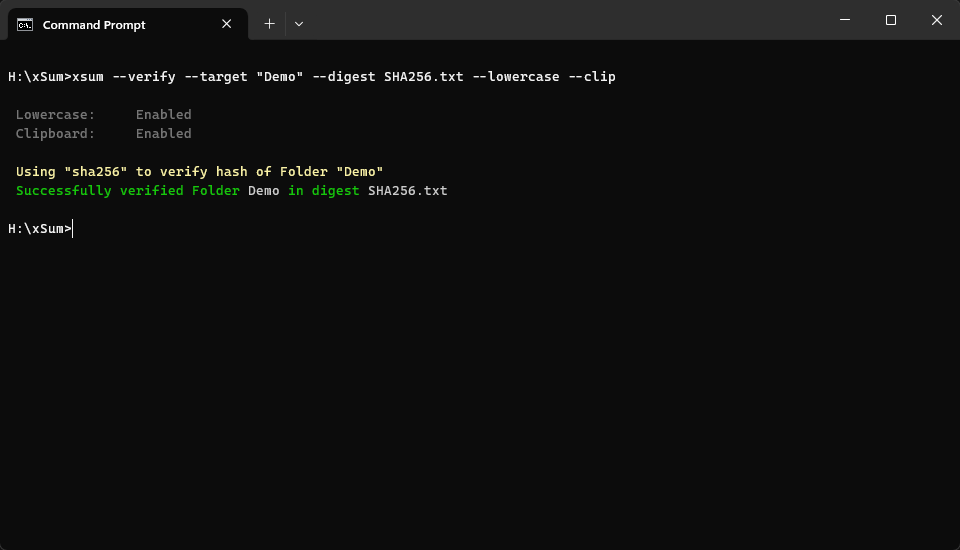 Command Prompt
H:\xSum>xsum --verify --target "Demo" --digest SHA256.txt --lowercase --clip
Lowercase:     Enabled
Clipboard:     Enabled
Using "sha256" to verify hash of Folder "Demo"
Successfully verified Folder Demo in digest SHA256.txt
H:\xSum>